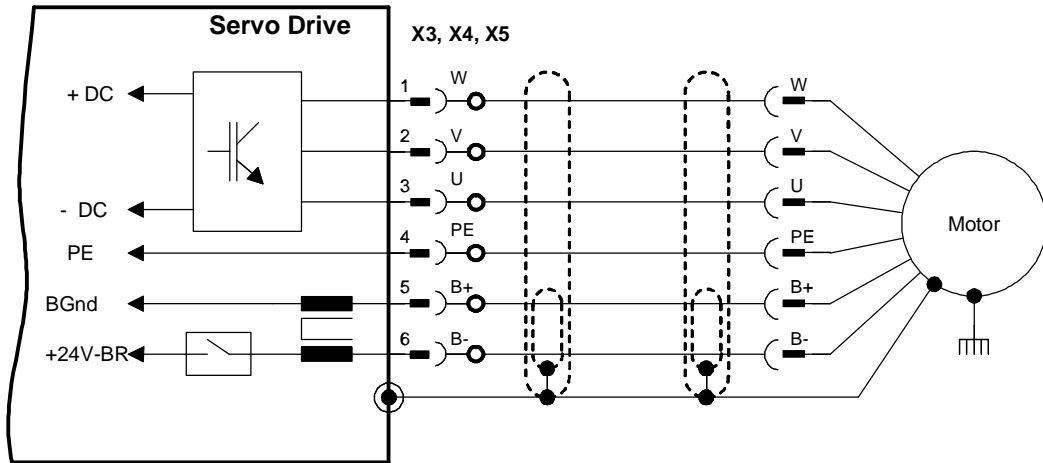 Servo Drive
X3, X4, X5
+ DC
1
W
W
2
V
V
3
U
U
- DC
Motor
PE
4
PE
PE
BGnd
5
B+
B+
+24V-BR
6
B-
B-